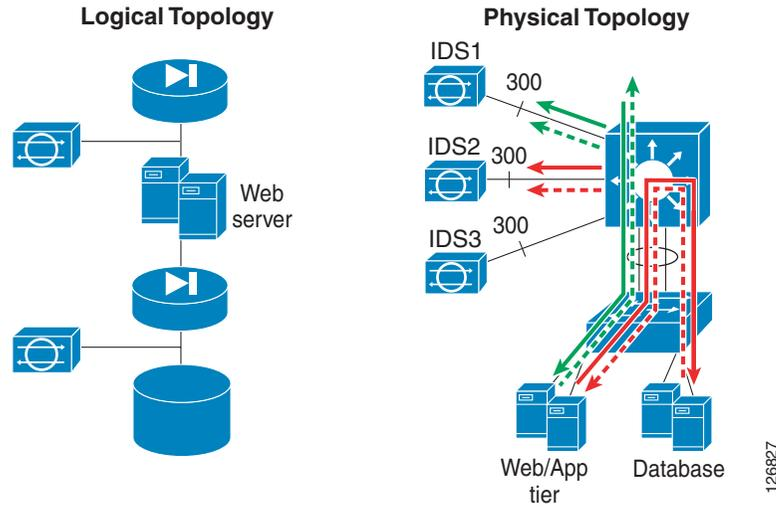 Logical Topology
Web
server
Physical Topology
IDS1
300
IDS2
300
IDS3
300
Web/App
tier
Database
126827